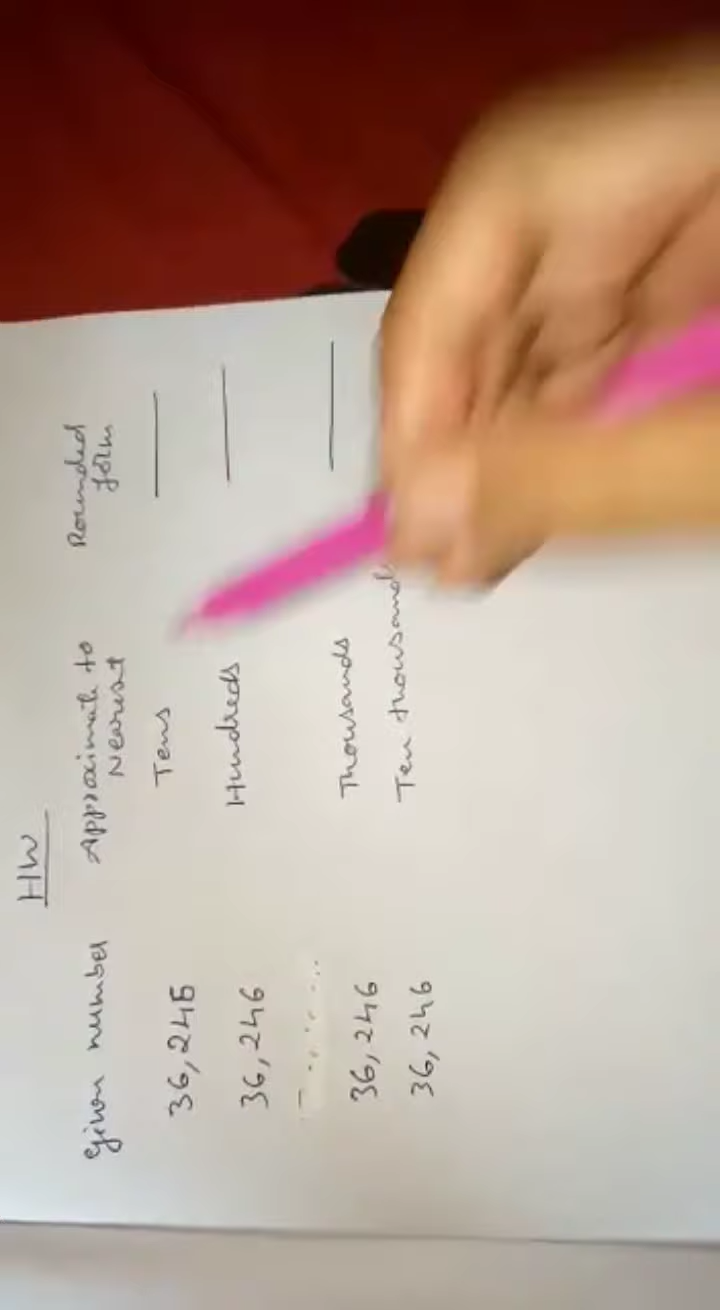 HW
Given number Approximate to Nearest Rounded form
36,246 Tens
36,246 Hundreds
36,246 Thousands
36,246 Ten thousand